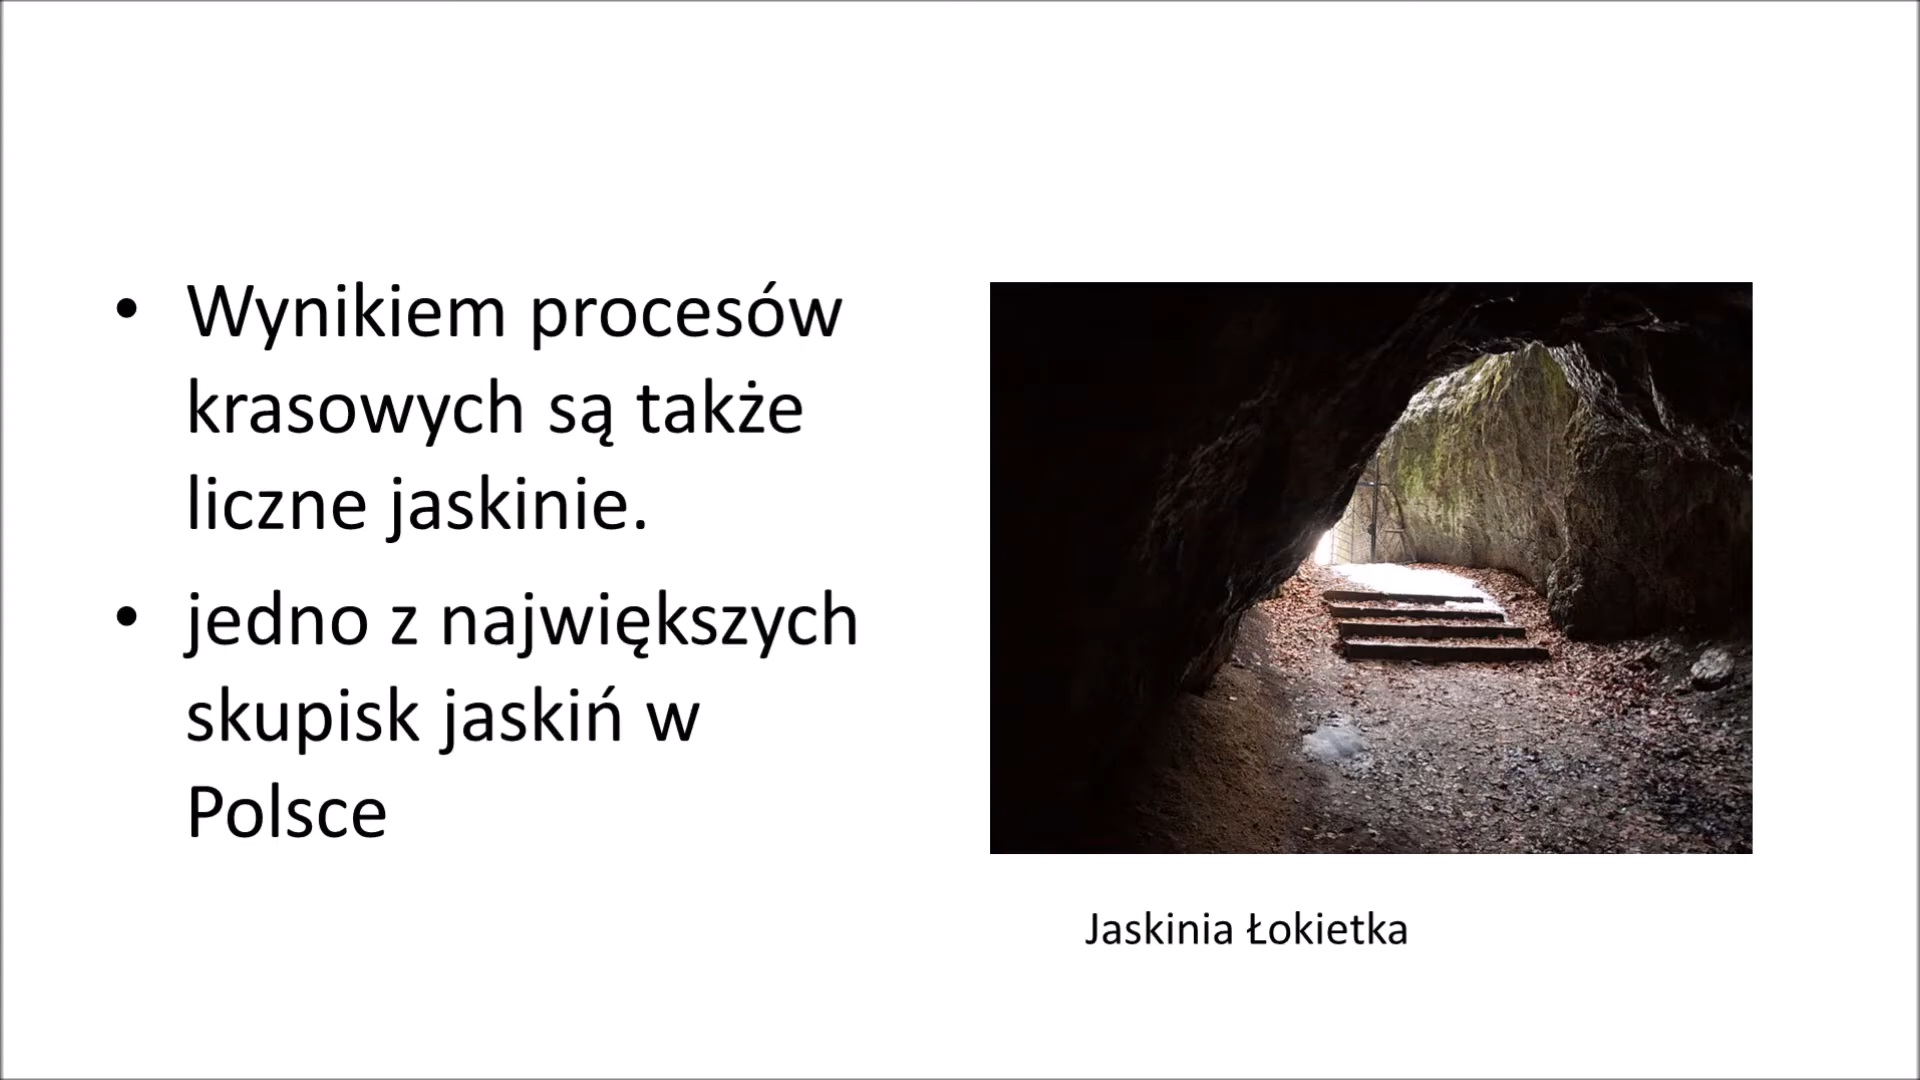 • Wynikiem procesów
krasowych są także
liczne jaskinie.
• jedno z największych
skupisk jaskiń w
Polsce
Jaskinia Łokietka